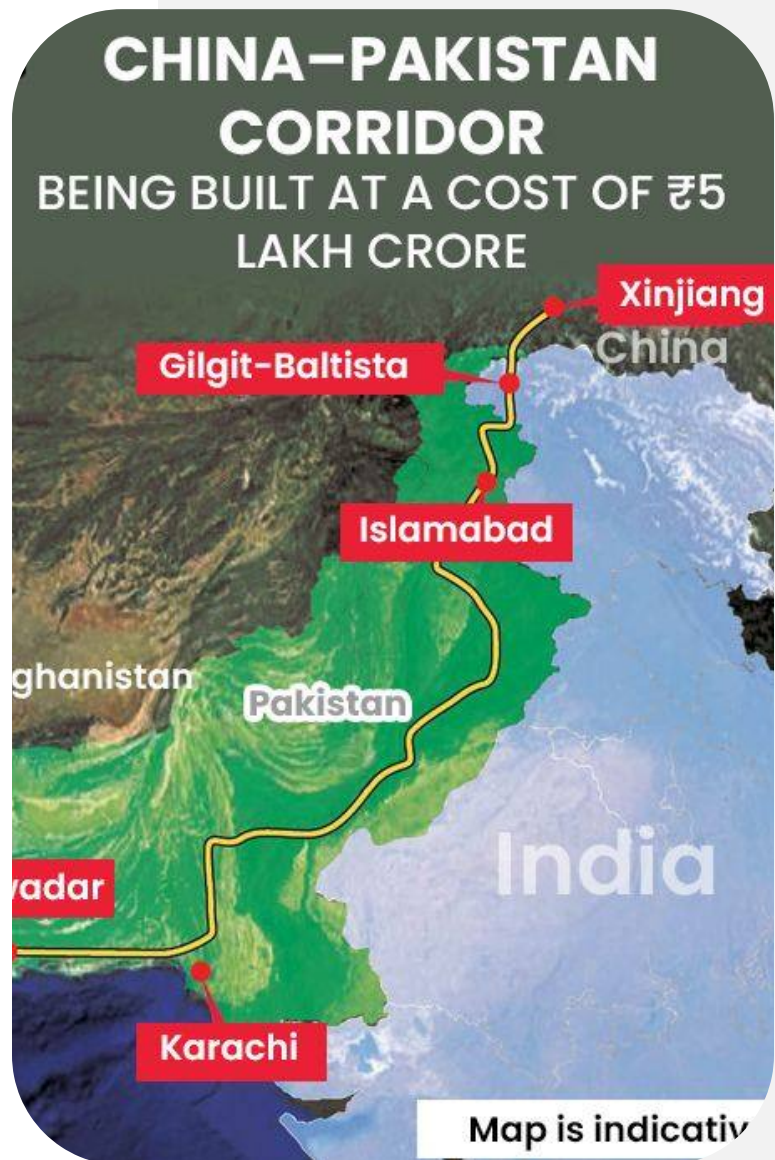 CHINA–PAKISTAN
CORRIDOR
BEING BUILT AT A COST OF ₹5
LAKH CRORE
Xinjiang
China
Gilgit-Baltista
Islamabad
ghanistan
Pakistan
India
vadar
Karachi
Map is indicativ